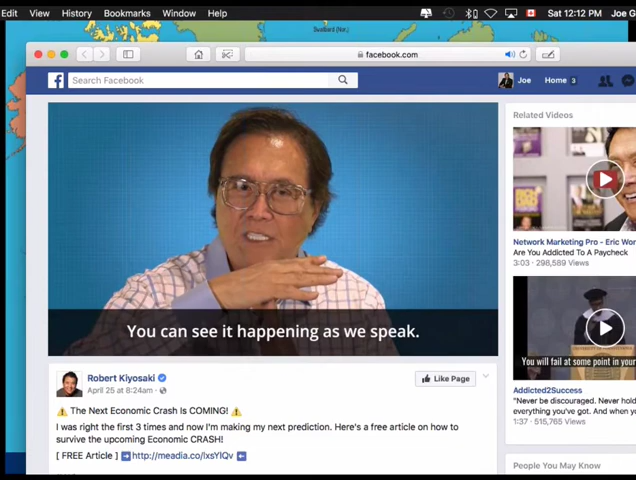 Edit View History Bookmarks Window Help Sat 12:12 PM Joe G
Svalbard (Nor.)
facebook.com
f Search Facebook Joe Home 3
You can see it happening as we speak.
Robert Kiyosaki
April 25 at 8:24am ·
Like Page
The Next Economic Crash Is COMING!
I was right the first 3 times and now I'm making my next prediction. Here's a free article on how to
survive the upcoming Economic CRASH!
[ FREE Article ] http://meadia.co/lxsYlQv
Related Videos
Network Marketing Pro - Eric Wor
Are You Addicted To A Paycheck
3:03 · 298,589 Views
You will fail at some point in your
Addicted2Success
"Never be discouraged. Never hold
everything you've got. And when yo
1:37 · 515,765 Views
People You May Know